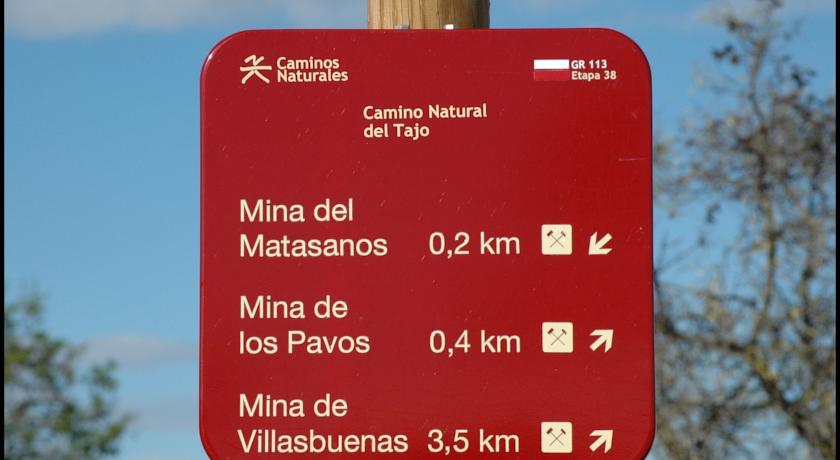 Caminos
Naturales
GR 113
Etapa 38
Camino Natural
del Tajo
Mina del
Matasanos 0,2 km
Mina de
los Pavos 0,4 km
Mina de
Villasbuenas 3,5 km